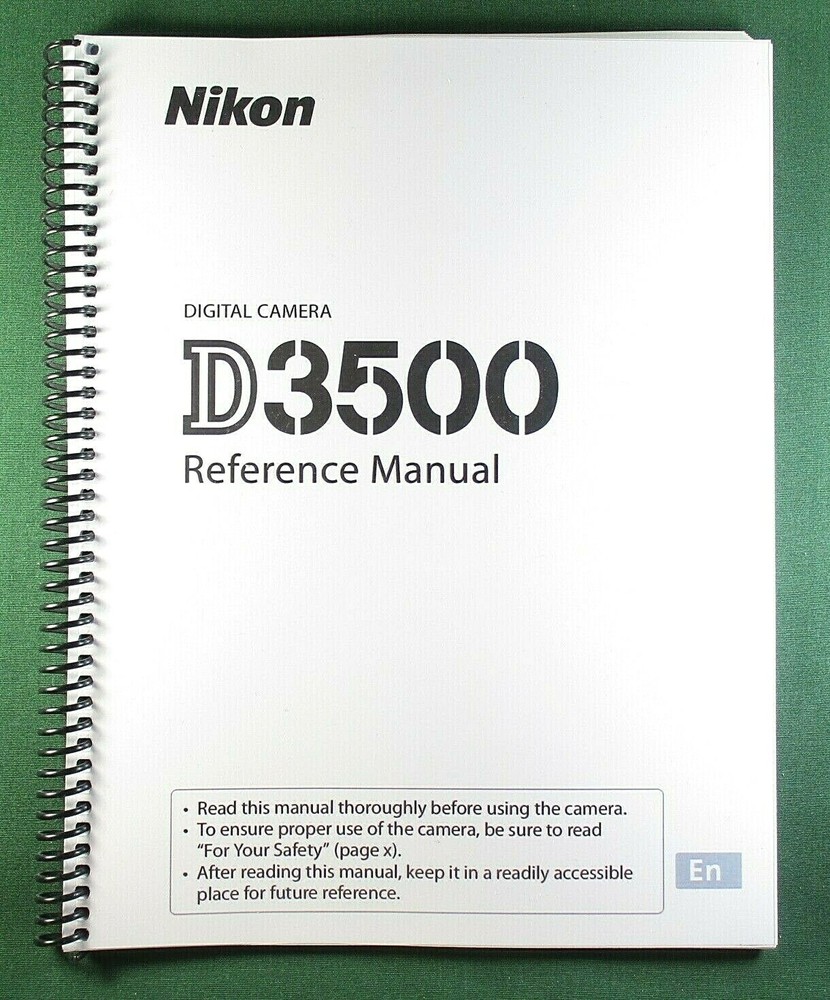 Nikon
DIGITAL CAMERA
D3500
Reference Manual
• Read this manual thoroughly before using the camera.
• To ensure proper use of the camera, be sure to read
“For Your Safety” (page x).
• After reading this manual, keep it in a readily accessible
place for future reference.
En